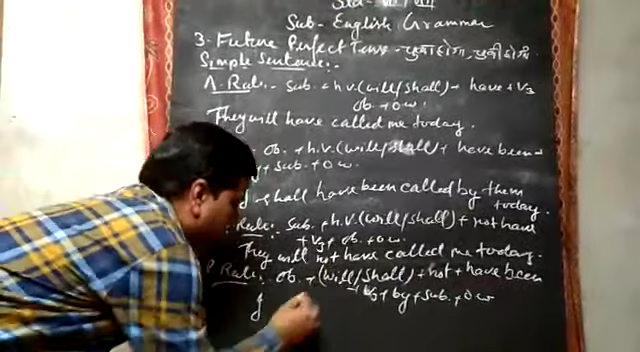 Sub - English Grammar
3. Future Perfect Tense -
Simple Sentence :-
A. Rule :- Sub. + h.v. (will/shall) + have + V3
ob. + o w.
They will have called me today.
ob. + h.v. (will/shall) + have been +
+ Sub. + o w.
I shall have been called by them
today.
Rule :- Sub. + h.v. (will/shall) + not have
+ V3 + ob. + o w.
They will not have called me today.
P Rule :- ob. + (will/shall) + not + have been
+ V3 + by + sub. + o w
I